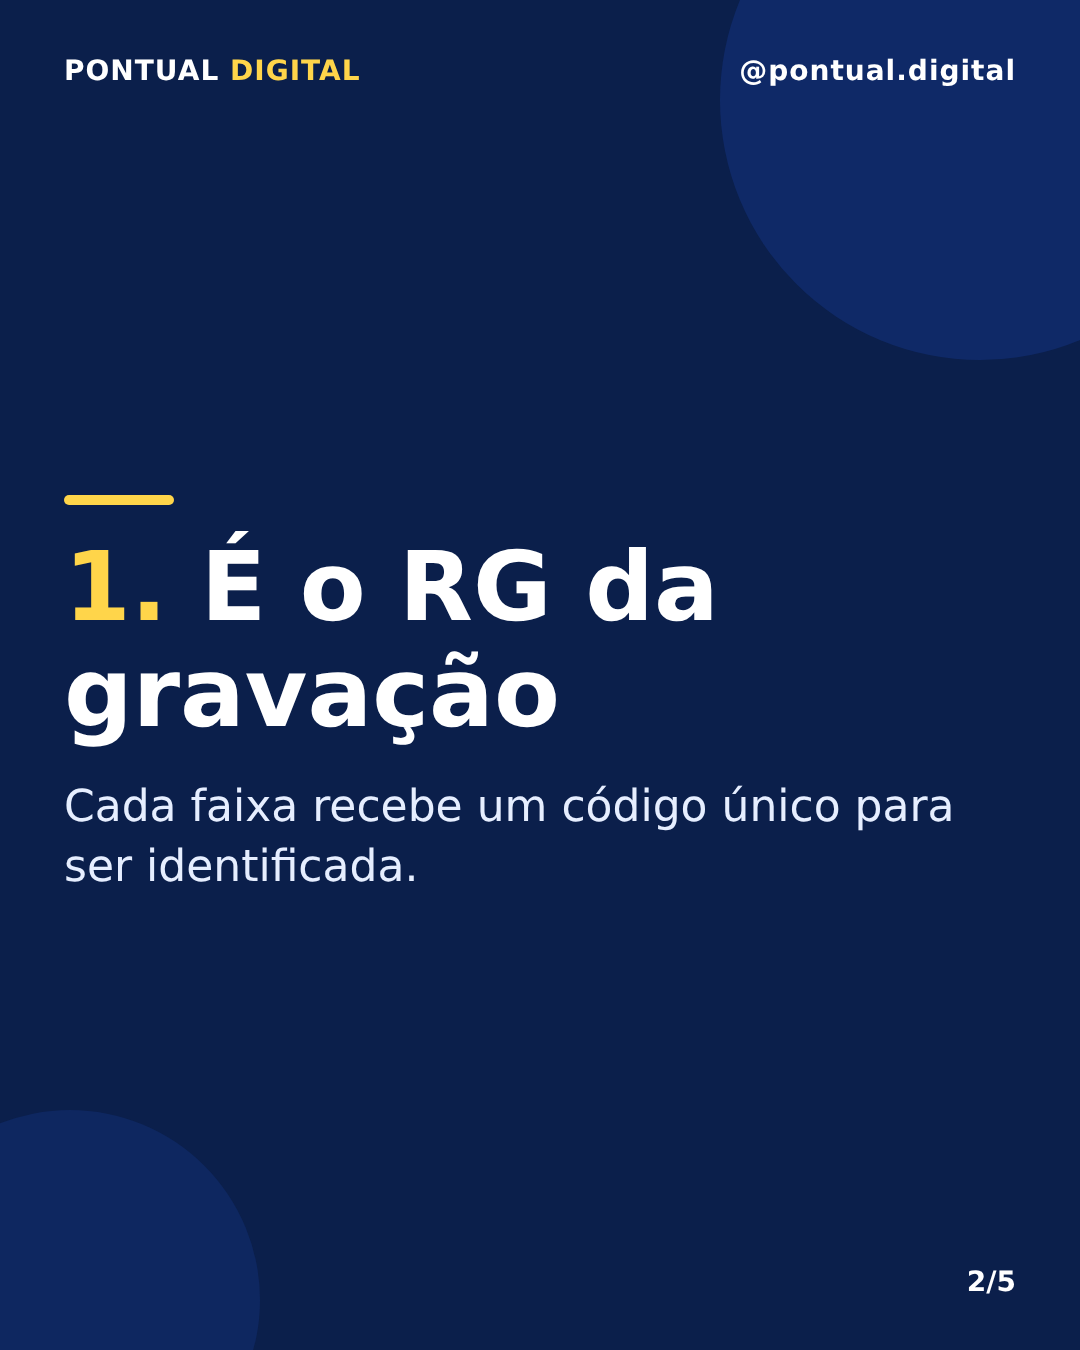 PONTUAL DIGITAL
@pontual.digital
1. É o RG da
gravação
Cada faixa recebe um código único para
ser identificada.
2/5